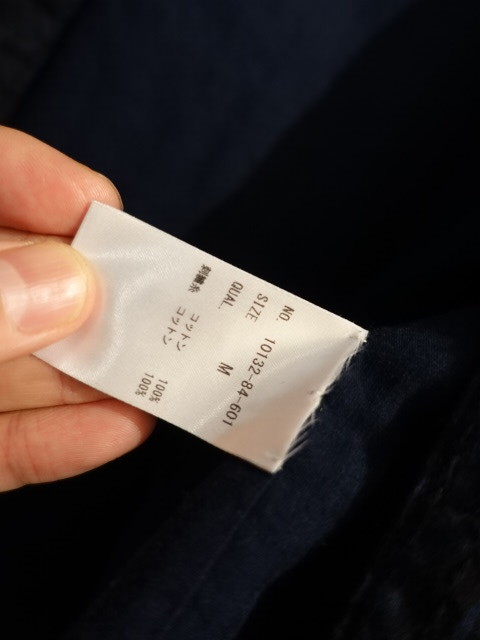 NO. 10132-84-601
SIZE M
QUAL.
コットン 100%
刺繍糸 コットン 100%